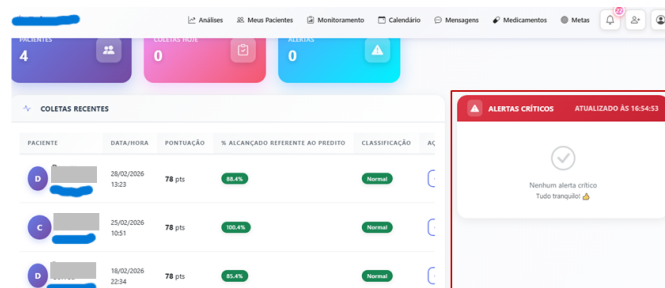 Análises Meus Pacientes Monitoramento Calendário Mensagens Medicamentos Metas
PACIENTES
4
COLETAS HOJE
0
ALERTAS
0
COLETAS RECENTES
PACIENTE DATA/HORA PONTUAÇÃO % ALCANÇADO REFERENTE AO PREDITO CLASSIFICAÇÃO
D 28/02/2026 13:23 78 pts 88.4% Normal
C 25/02/2026 10:51 78 pts 100.4% Normal
D 18/02/2026 22:34 78 pts 85.4% Normal
ALERTAS CRÍTICOS ATUALIZADO ÀS 16:54:53
Nenhum alerta crítico
Tudo tranquilo! 👍